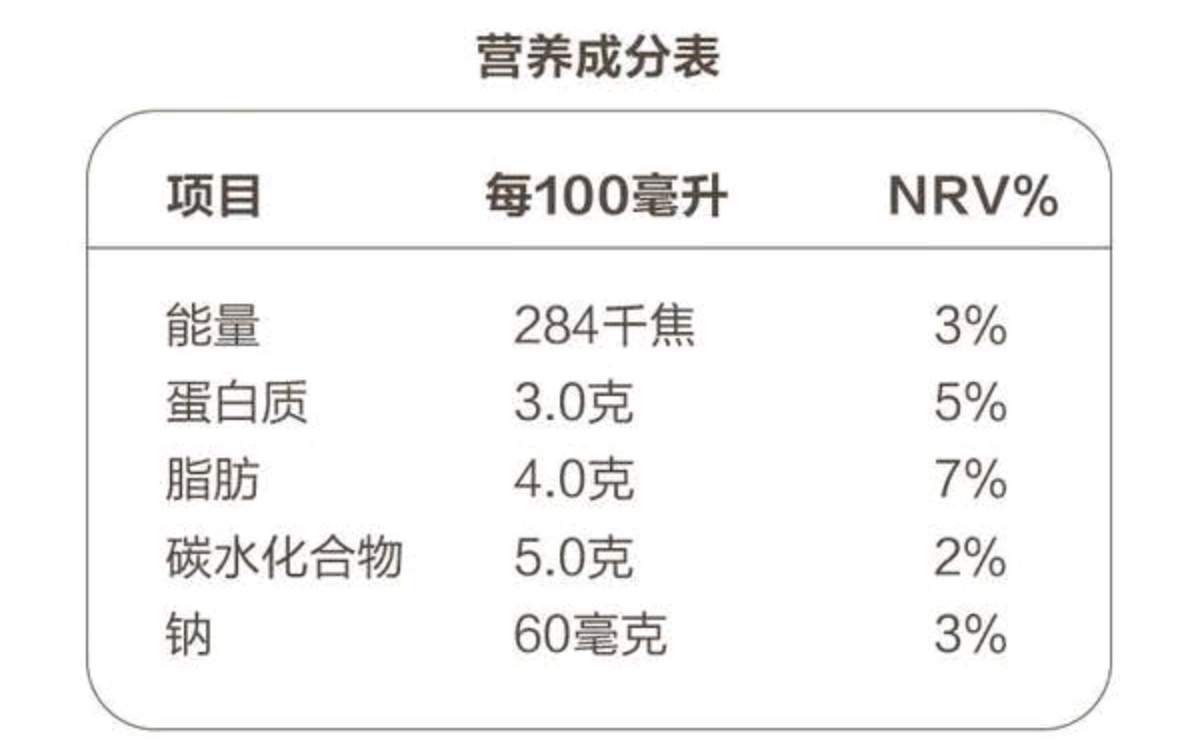 营养成分表
项目 每100毫升 NRV%
能量 284千焦 3%
蛋白质 3.0克 5%
脂肪 4.0克 7%
碳水化合物 5.0克 2%
钠 60毫克 3%